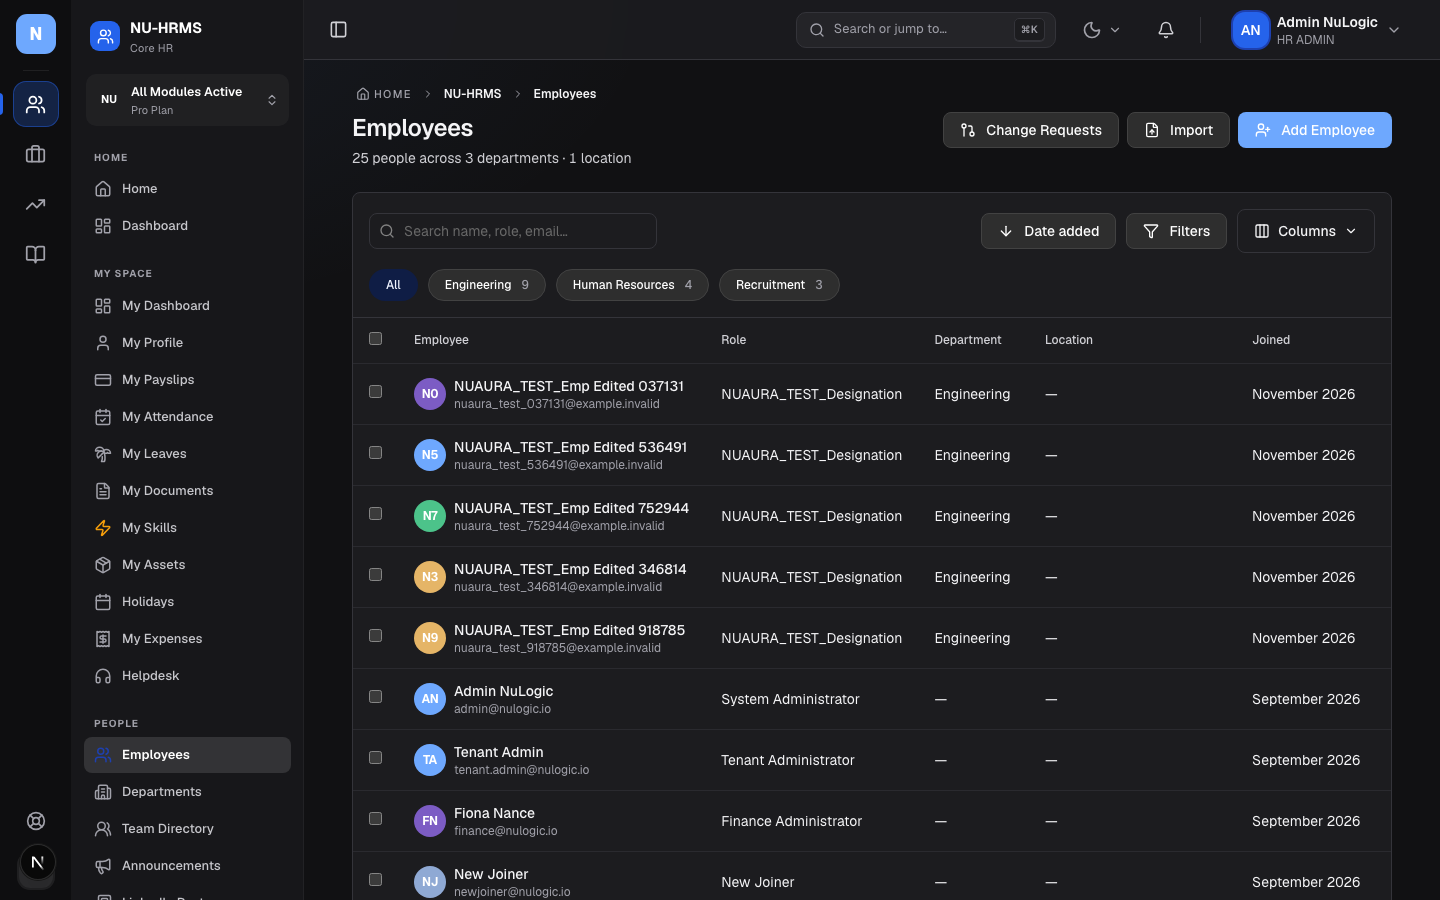 N
NU-HRMS
Core HR
Search or jump to...
⌘K
AN
Admin NuLogic
HR ADMIN
NU
All Modules Active
Pro Plan
HOME
Home
Dashboard
MY SPACE
My Dashboard
My Profile
My Payslips
My Attendance
My Leaves
My Documents
My Skills
My Assets
Holidays
My Expenses
Helpdesk
PEOPLE
Employees
Departments
Team Directory
Announcements
N
HOME > NU-HRMS > Employees
Employees
25 people across 3 departments · 1 location
Change Requests
Import
Add Employee
Search name, role, email...
Date added
Filters
Columns
All
Engineering 9
Human Resources 4
Recruitment 3
Employee Role Department Location Joined
N0 NUAURA_TEST_Emp Edited 037131 NUAURA_TEST_Designation Engineering — November 2026
nuaura_test_037131@example.invalid
N5 NUAURA_TEST_Emp Edited 536491 NUAURA_TEST_Designation Engineering — November 2026
nuaura_test_536491@example.invalid
N7 NUAURA_TEST_Emp Edited 752944 NUAURA_TEST_Designation Engineering — November 2026
nuaura_test_752944@example.invalid
N3 NUAURA_TEST_Emp Edited 346814 NUAURA_TEST_Designation Engineering — November 2026
nuaura_test_346814@example.invalid
N9 NUAURA_TEST_Emp Edited 918785 NUAURA_TEST_Designation Engineering — November 2026
nuaura_test_918785@example.invalid
AN Admin NuLogic System Administrator — — September 2026
admin@nulogic.io
TA Tenant Admin Tenant Administrator — — September 2026
tenant.admin@nulogic.io
FN Fiona Nance Finance Administrator — — September 2026
finance@nulogic.io
NJ New Joiner New Joiner — — September 2026
newjoiner@nulogic.io